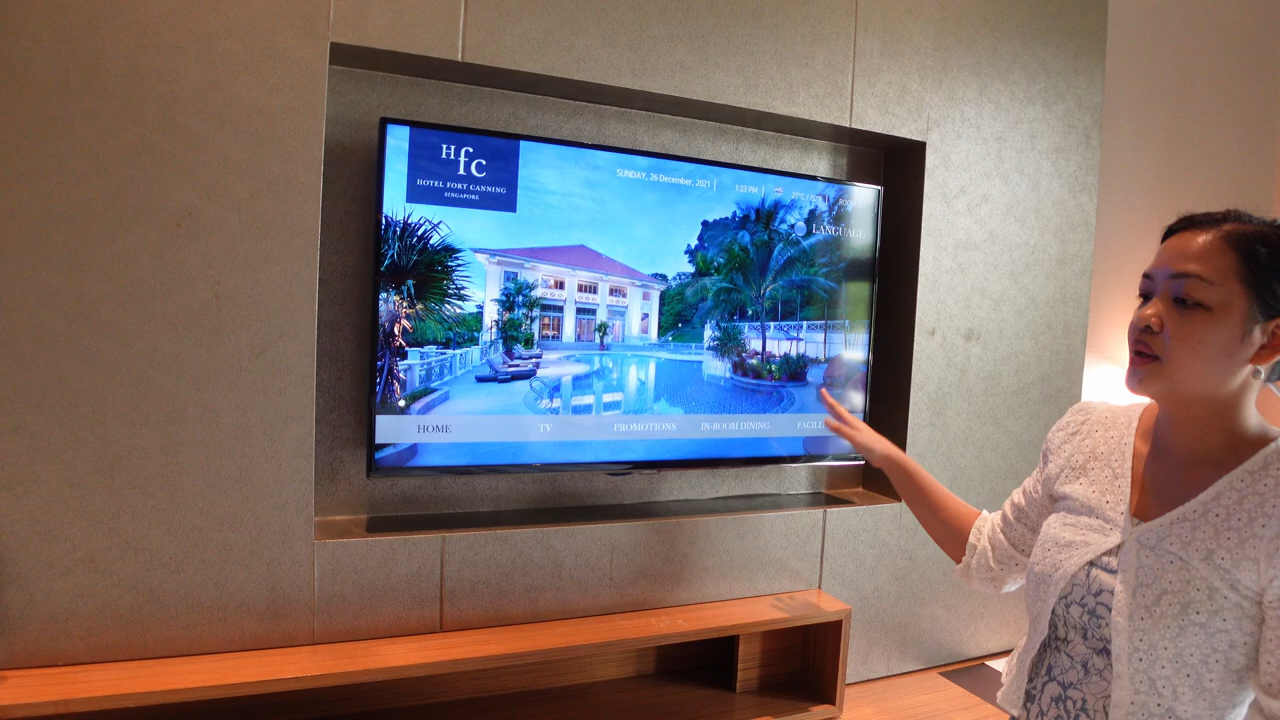 Hfc
HOTEL FORT CANNING
SINGAPORE
SUNDAY, 26 December, 2021 | 1:33 PM | 27°C /
LANGUAGE
HOME TV PROMOTIONS IN-ROOM DINING